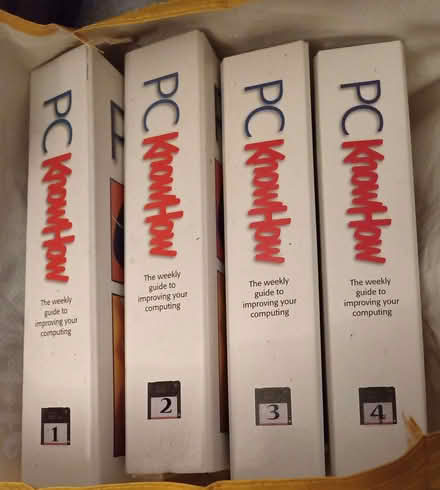 PC KnowHow
The weekly
guide to
improving your
computing
1
PC KnowHow
The weekly
guide to
improving your
computing
2
PC KnowHow
The weekly
guide to
improving your
computing
3
PC KnowHow
The weekly
guide to
improving your
computing
4